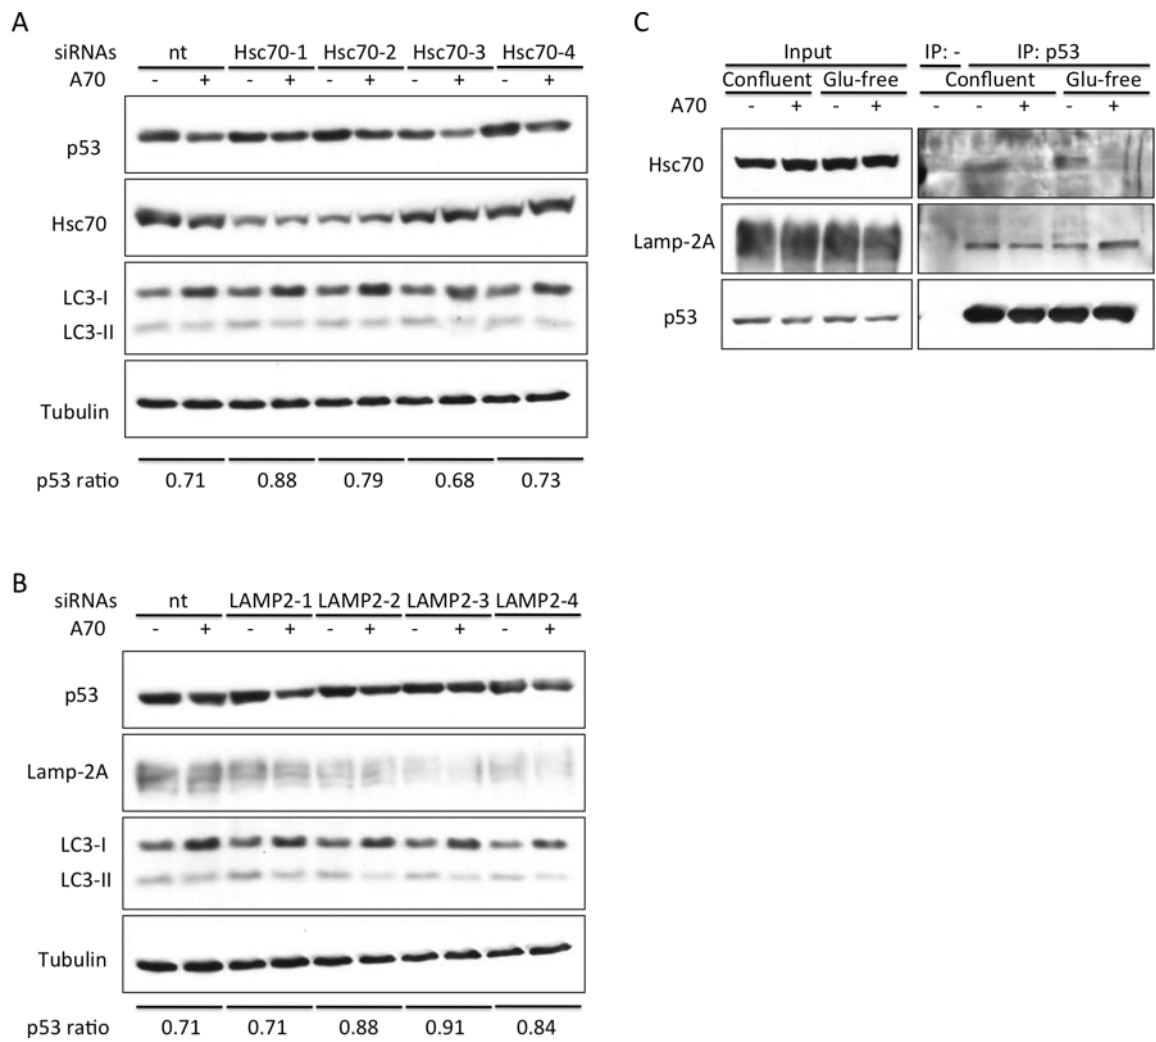 A
siRNAs nt Hsc70-1 Hsc70-2 Hsc70-3 Hsc70-4
A70 - + - + - + - + - +
p53
Hsc70
LC3-I
LC3-II
Tubulin
p53 ratio 0.71 0.88 0.79 0.68 0.73
B
siRNAs nt LAMP2-1 LAMP2-2 LAMP2-3 LAMP2-4
A70 - + - + - + - + - +
p53
Lamp-2A
LC3-I
LC3-II
Tubulin
p53 ratio 0.71 0.71 0.88 0.91 0.84
C
Input IP: - IP: p53
Confluent Glu-free Confluent Glu-free
A70 - + - + - - + - +
Hsc70
Lamp-2A
p53